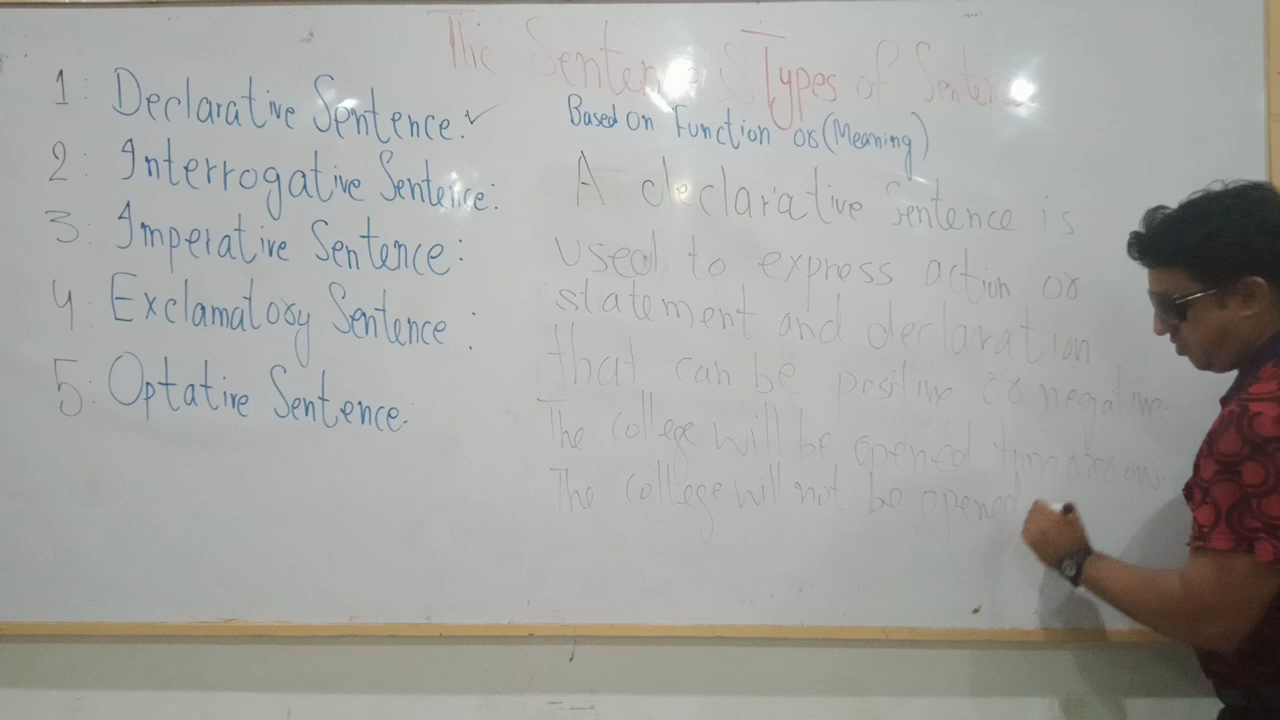 The Sentence & Types of Sentence
1: Declarative Sentence:✓
2: Interrogative Sentence:
3: Imperative Sentence:
4: Exclamatory Sentence:
5: Optative Sentence:
Based on Function or (Meaning)
A declarative Sentence is
used to express action or
statement and declaration
that can be positive or negative.
The college will be opened tomorrow.
The college will not be opened